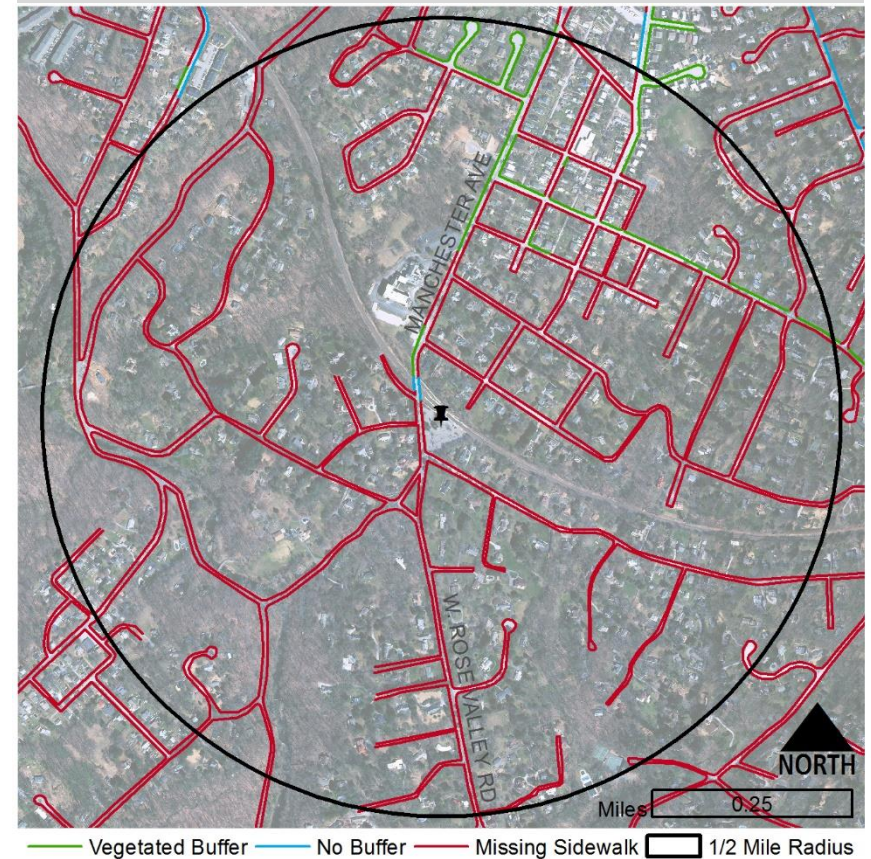 MANCHESTER AVE
W. ROSE VALLEY RD
NORTH
Miles 0.25
Vegetated Buffer No Buffer Missing Sidewalk 1/2 Mile Radius